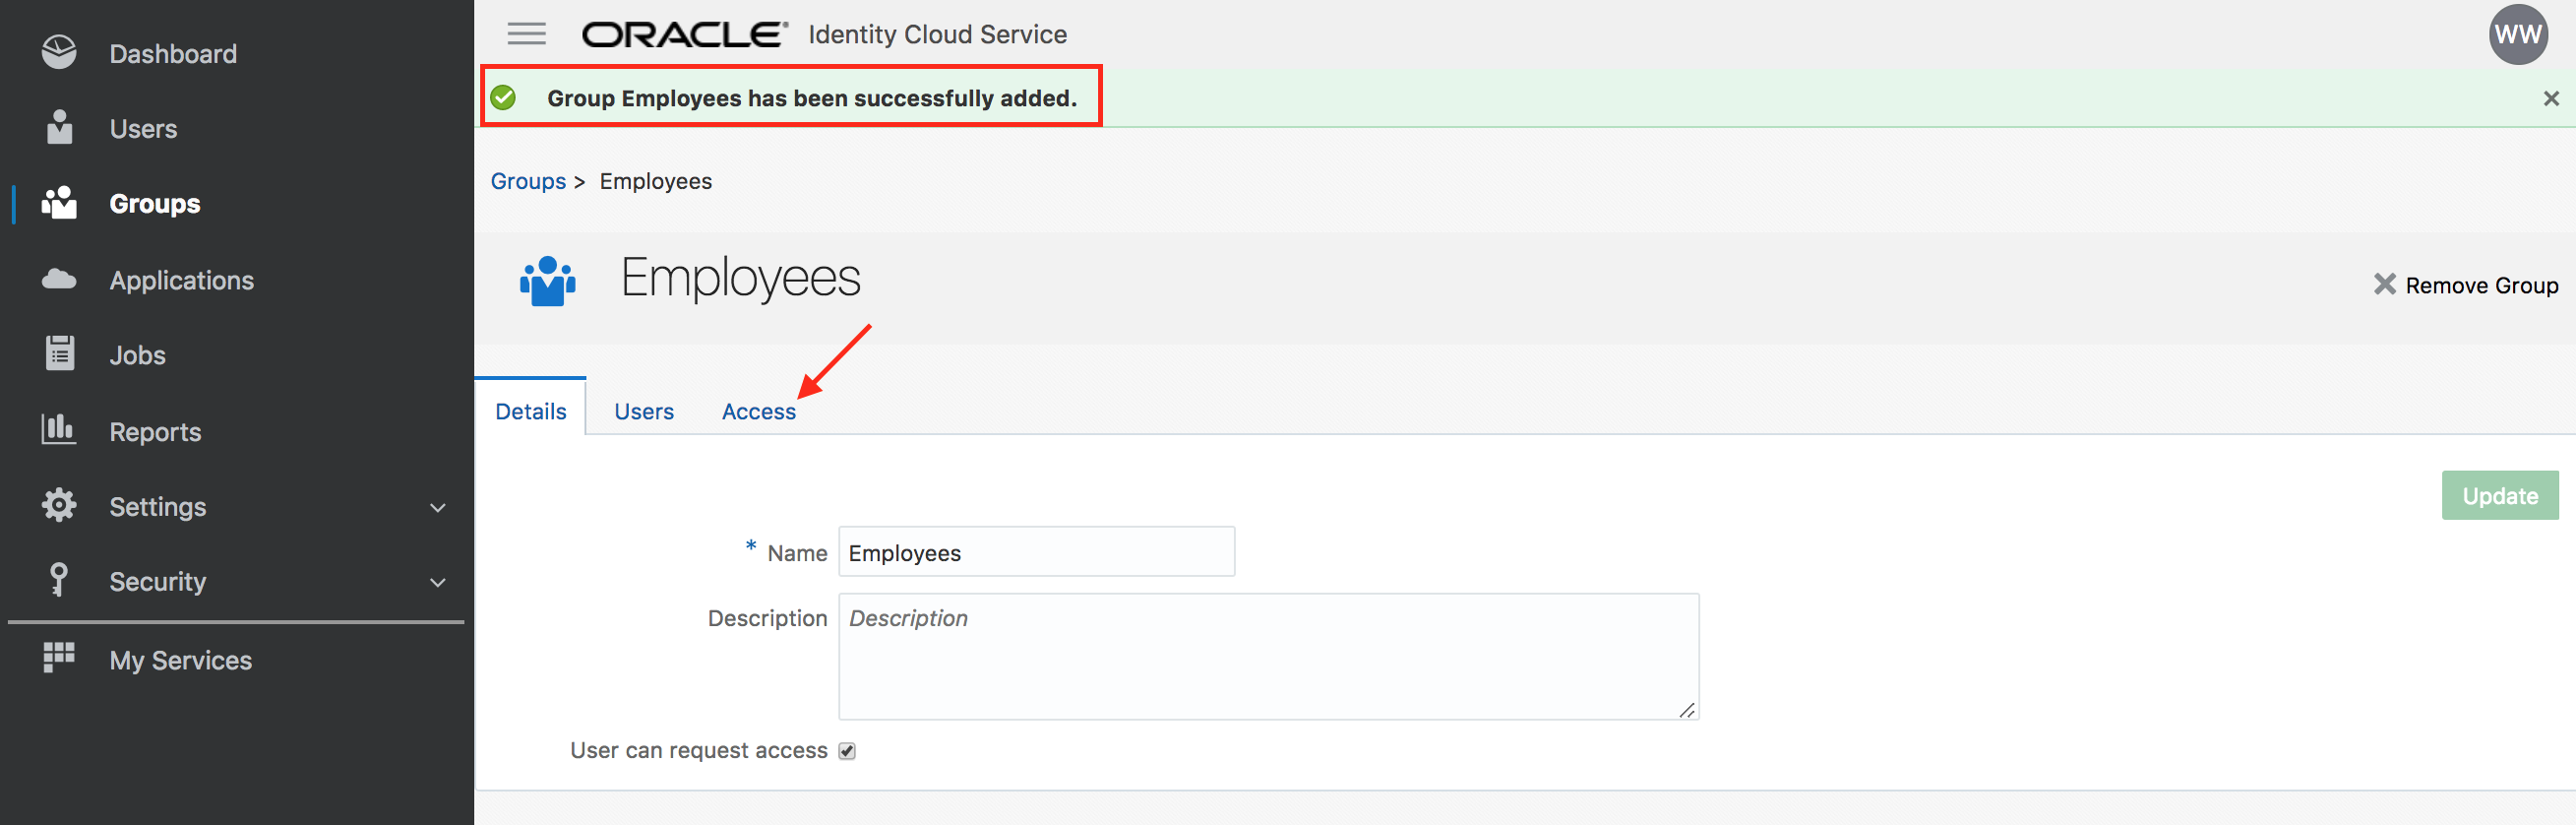 Dashboard
Users
Groups
Applications
Jobs
Reports
Settings
Security
My Services
ORACLE® Identity Cloud Service
WW
Group Employees has been successfully added.
Groups > Employees
Employees
Remove Group
Details Users Access
Update
* Name Employees
Description Description
User can request access